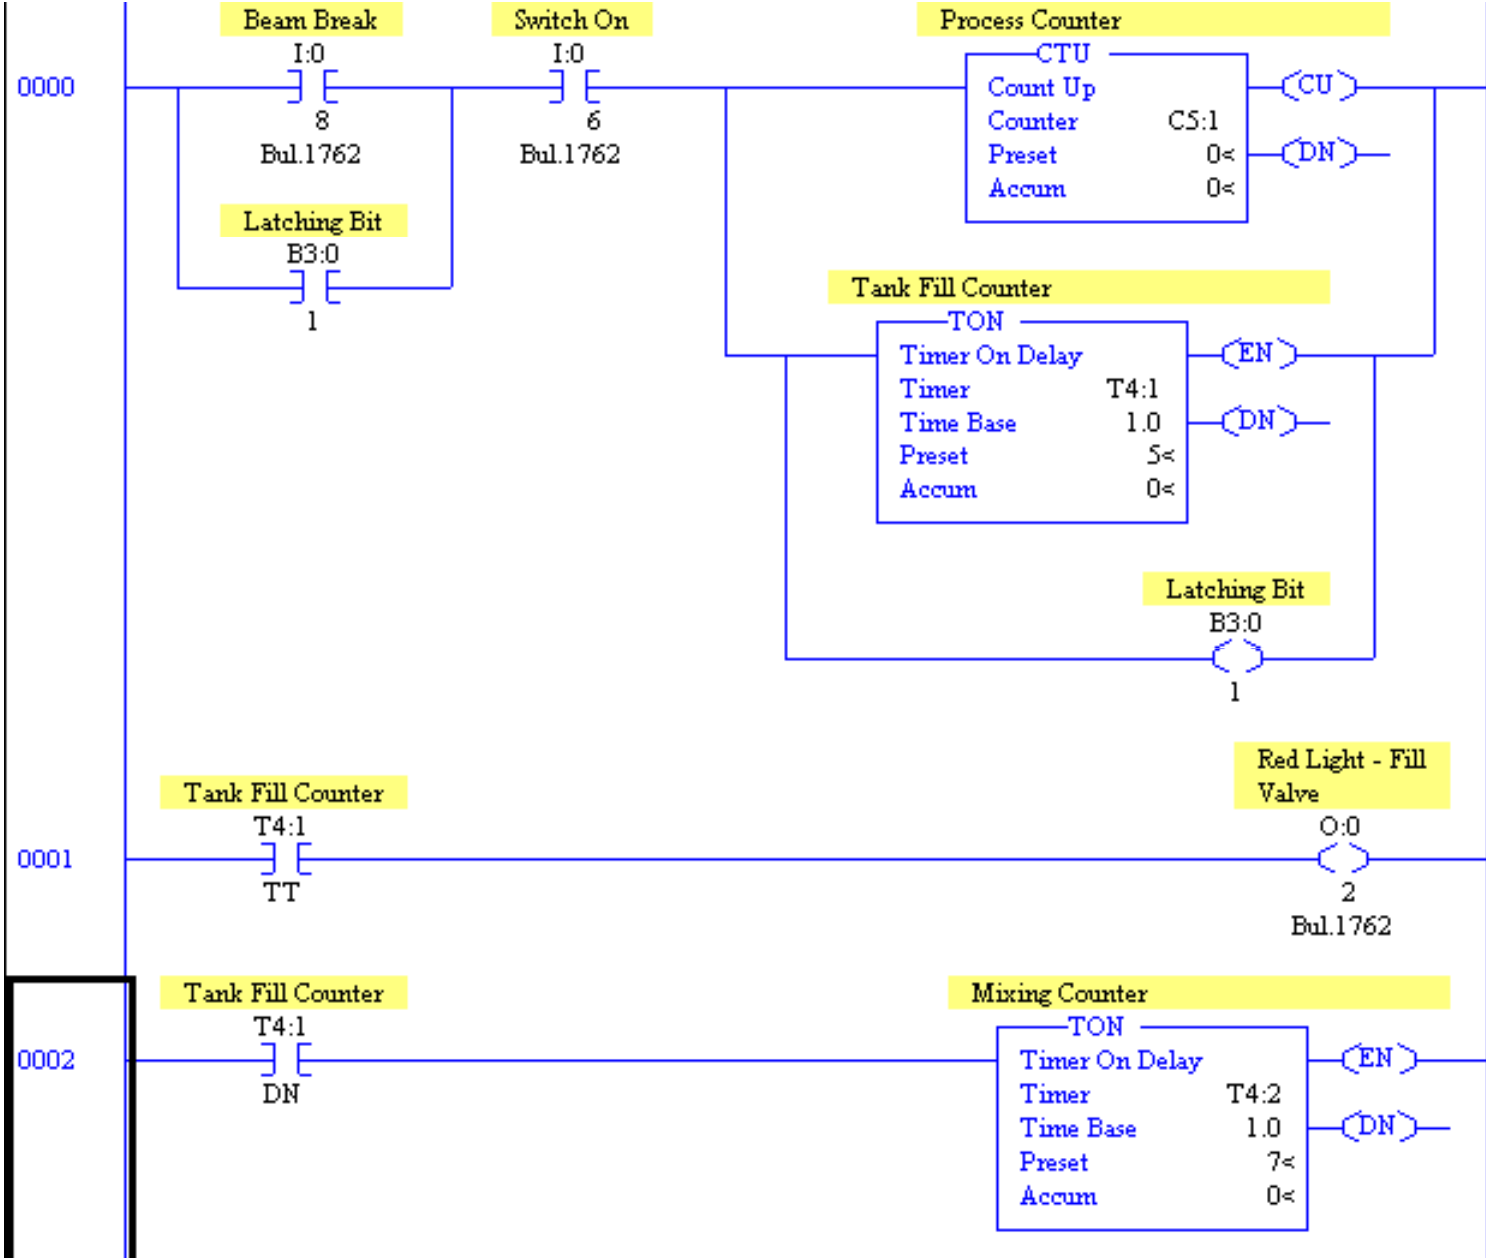 Beam Break
I:0
8
Bul.1762
Switch On
I:0
6
Bul.1762
Process Counter
CTU
Count Up
Counter C5:1
Preset 0<
Accum 0<
CU
DN
0000
Latching Bit
B3:0
1
Tank Fill Counter
TON
Timer On Delay
Timer T4:1
Time Base 1.0
Preset 5<
Accum 0<
EN
DN
Latching Bit
B3:0
1
0001
Tank Fill Counter
T4:1
TT
Red Light - Fill
Valve
O:0
2
Bul.1762
0002
Tank Fill Counter
T4:1
DN
Mixing Counter
TON
Timer On Delay
Timer T4:2
Time Base 1.0
Preset 7<
Accum 0<
EN
DN